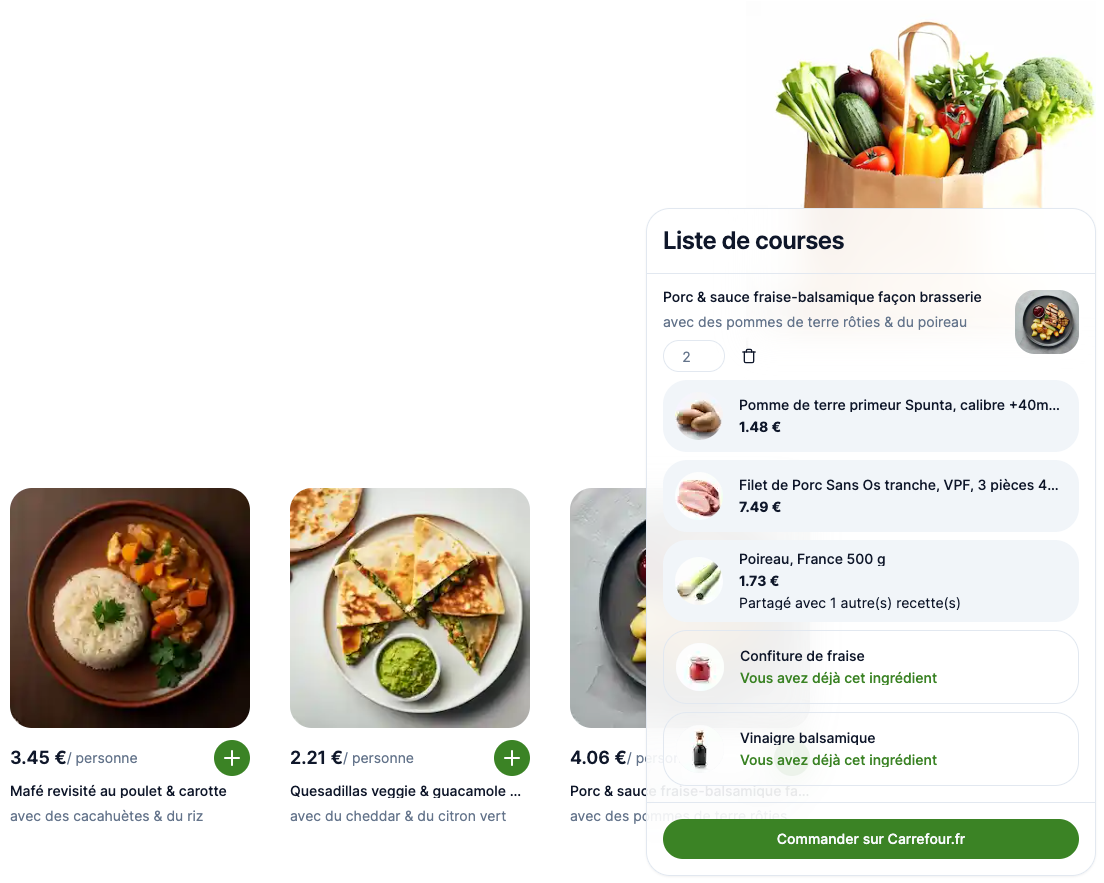 Liste de courses
Porc & sauce fraise-balsamique façon brasserie
avec des pommes de terre rôties & du poireau
2
Pomme de terre primeur Spunta, calibre +40m...
1.48 €
Filet de Porc Sans Os tranche, VPF, 3 pièces 4...
7.49 €
Poireau, France 500 g
1.73 €
Partagé avec 1 autre(s) recette(s)
Confiture de fraise
Vous avez déjà cet ingrédient
Vinaigre balsamique
Vous avez déjà cet ingrédient
Commander sur Carrefour.fr
3.45 €/ personne
Mafé revisité au poulet & carotte
avec des cacahuètes & du riz
2.21 €/ personne
Quesadillas veggie & guacamole ...
avec du cheddar & du citron vert
4.06 €/ personne
Porc & sauce fraise-balsamique fa...
avec des pommes de terre rôties